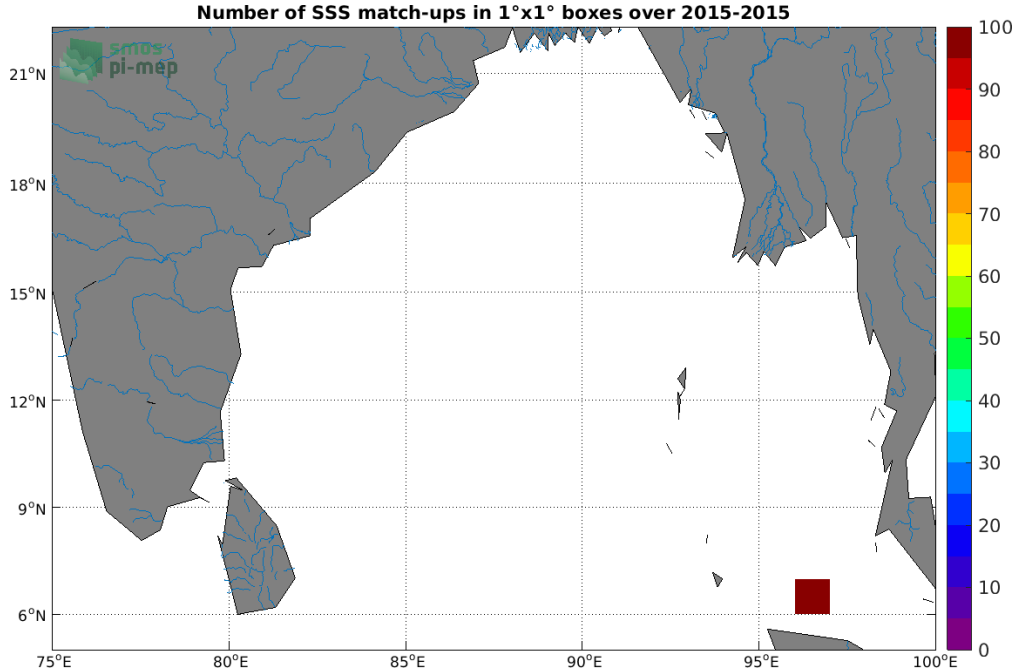 Number of SSS match-ups in 1°x1° boxes over 2015-2015
smos
pi-mep
21°N
18°N
15°N
12°N
9°N
6°N
75°E
80°E
85°E
90°E
95°E
100°E
100
90
80
70
60
50
40
30
20
10
0